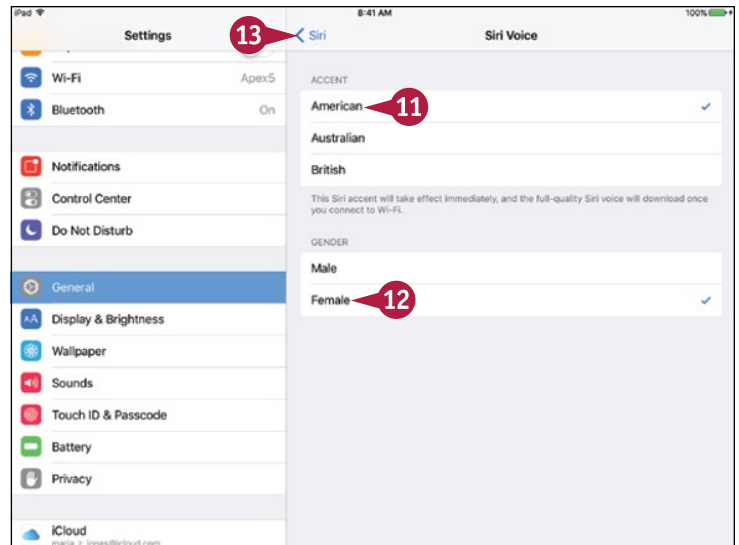 iPad 8:41 AM 100%
Settings 13 Siri Siri Voice
Wi-Fi Apex5
ACCENT
Bluetooth On
American 11
Australian
Notifications
British
Control Center
This Siri accent will take effect immediately, and the full-quality Siri voice will download once
you connect to Wi-Fi.
Do Not Disturb
GENDER
Male
General
Female 12
Display & Brightness
Wallpaper
Sounds
Touch ID & Passcode
Battery
Privacy
iCloud